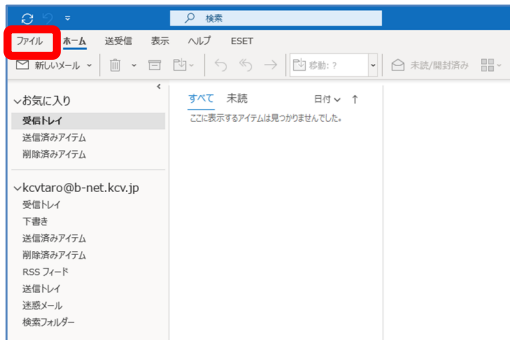 検索
ファイル ホーム 送受信 表示 ヘルプ ESET
新しいメール 移動: ? 未読/開封済み
お気に入り
受信トレイ
送信済みアイテム
削除済みアイテム
すべて 未読 日付 ↑
ここに表示するアイテムは見つかりませんでした。
kcvtaro@b-net.kcv.jp
受信トレイ
下書き
送信済みアイテム
削除済みアイテム
RSS フィード
送信トレイ
迷惑メール
検索フォルダー